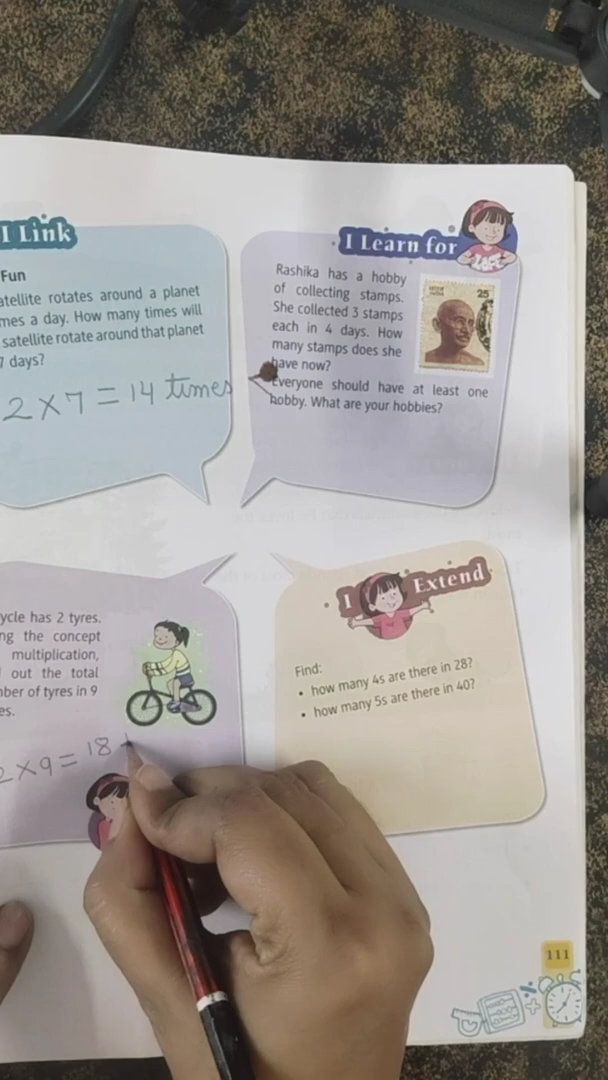 I Link
Fun
atellite rotates around a planet
mes a day. How many times will
satellite rotate around that planet
7 days?
2 × 7 = 14 times
I Learn for
Rashika has a hobby
of collecting stamps.
She collected 3 stamps
each in 4 days. How
many stamps does she
have now?
Everyone should have at least one
hobby. What are your hobbies?
25
ycle has 2 tyres.
ng the concept
multiplication,
out the total
ber of tyres in 9
es.
2 × 9 = 18 t
I Extend
Find:
• how many 4s are there in 28?
• how many 5s are there in 40?
111